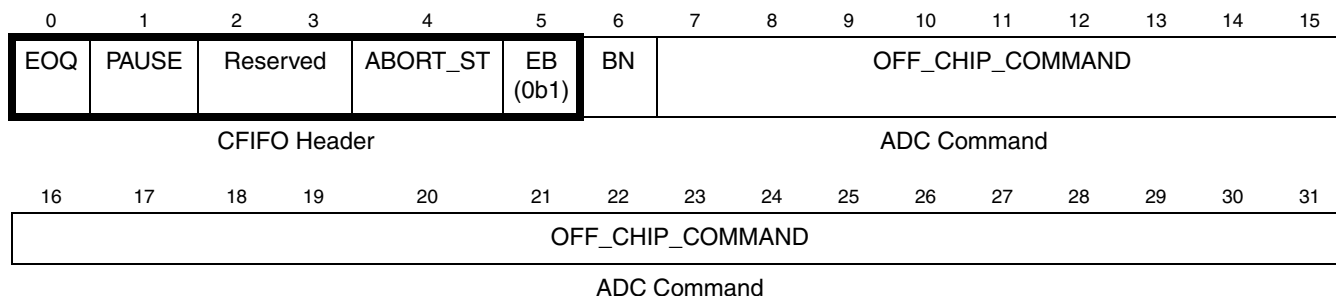 0 1 2 3 4 5 6 7 8 9 10 11 12 13 14 15
EOQ PAUSE Reserved ABORT_ST EB BN OFF_CHIP_COMMAND
(0b1)
CFIFO Header ADC Command
16 17 18 19 20 21 22 23 24 25 26 27 28 29 30 31
OFF_CHIP_COMMAND
ADC Command